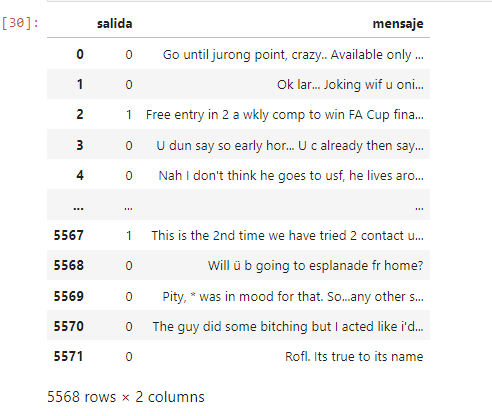 [30]:
salida mensaje
0 0 Go until jurong point, crazy.. Available only ...
1 0 Ok lar... Joking wif u oni...
2 1 Free entry in 2 a wkly comp to win FA Cup fina...
3 0 U dun say so early hor... U c already then say...
4 0 Nah I don't think he goes to usf, he lives aro...
... ... ...
5567 1 This is the 2nd time we have tried 2 contact u...
5568 0 Will ü b going to esplanade fr home?
5569 0 Pity, * was in mood for that. So...any other s...
5570 0 The guy did some bitching but I acted like i'd...
5571 0 Rofl. Its true to its name
5568 rows × 2 columns